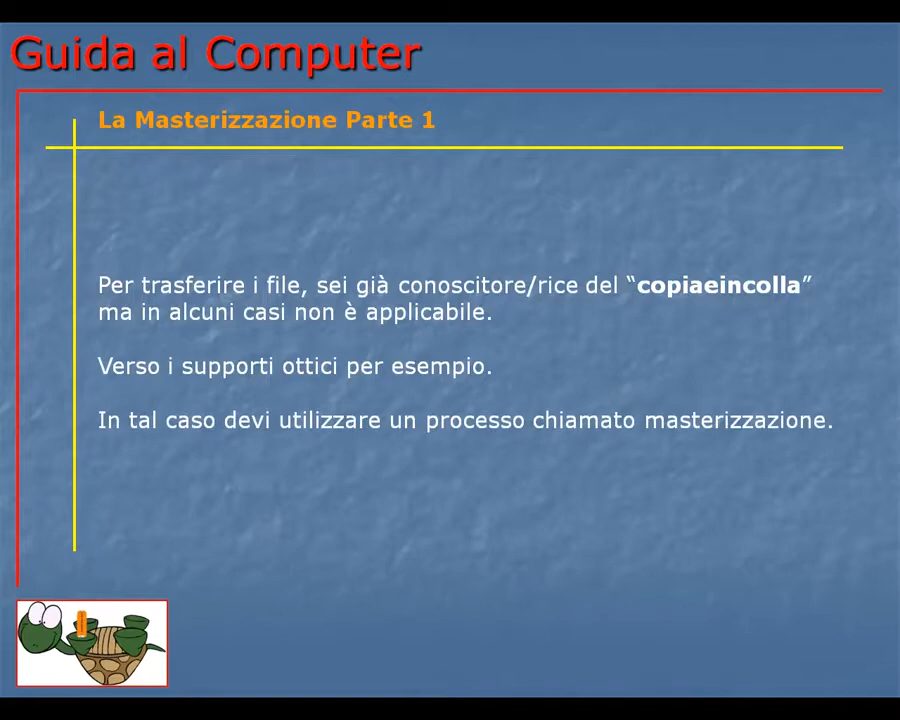 Guida al Computer
La Masterizzazione Parte 1
Per trasferire i file, sei già conoscitore/rice del “copiaeincolla”
ma in alcuni casi non è applicabile.
Verso i supporti ottici per esempio.
In tal caso devi utilizzare un processo chiamato masterizzazione.